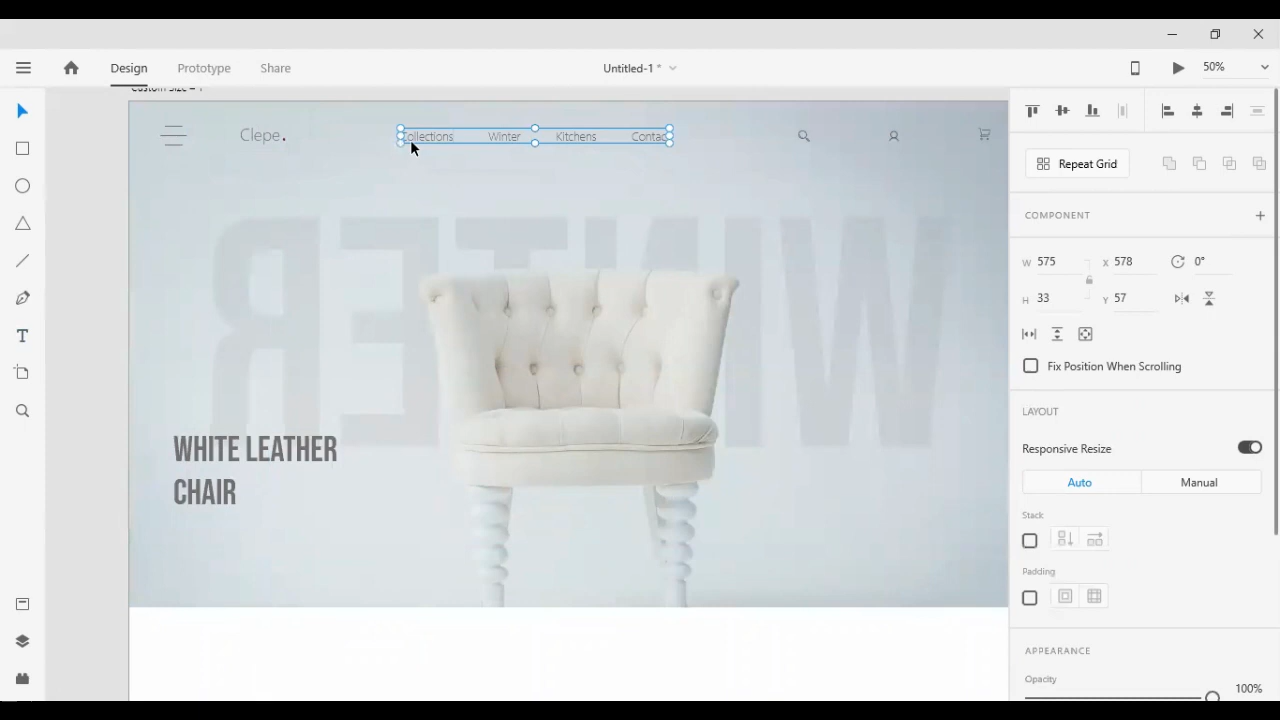 Design
Prototype
Share
Untitled-1 *
50%
Custom Size – 1
Clepe.
Collections
Winter
Kitchens
Contact
WINTER
WHITE LEATHER
CHAIR
Repeat Grid
COMPONENT
W 575
X 578
0°
H 33
Y 57
Fix Position When Scrolling
LAYOUT
Responsive Resize
Auto
Manual
Stack
Padding
APPEARANCE
Opacity
100%